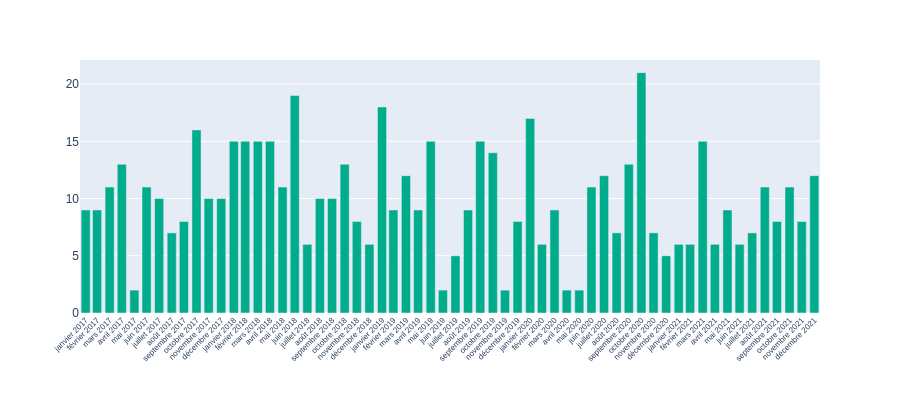 20
15
10
5
0
janvier 2017
février 2017
mars 2017
avril 2017
mai 2017
juin 2017
juillet 2017
août 2017
septembre 2017
octobre 2017
novembre 2017
décembre 2017
janvier 2018
février 2018
mars 2018
avril 2018
mai 2018
juin 2018
juillet 2018
août 2018
septembre 2018
octobre 2018
novembre 2018
décembre 2018
janvier 2019
février 2019
mars 2019
avril 2019
mai 2019
juin 2019
juillet 2019
août 2019
septembre 2019
octobre 2019
novembre 2019
décembre 2019
janvier 2020
février 2020
mars 2020
avril 2020
mai 2020
juin 2020
juillet 2020
août 2020
septembre 2020
octobre 2020
novembre 2020
décembre 2020
janvier 2021
février 2021
mars 2021
avril 2021
mai 2021
juin 2021
juillet 2021
août 2021
septembre 2021
octobre 2021
novembre 2021
décembre 2021